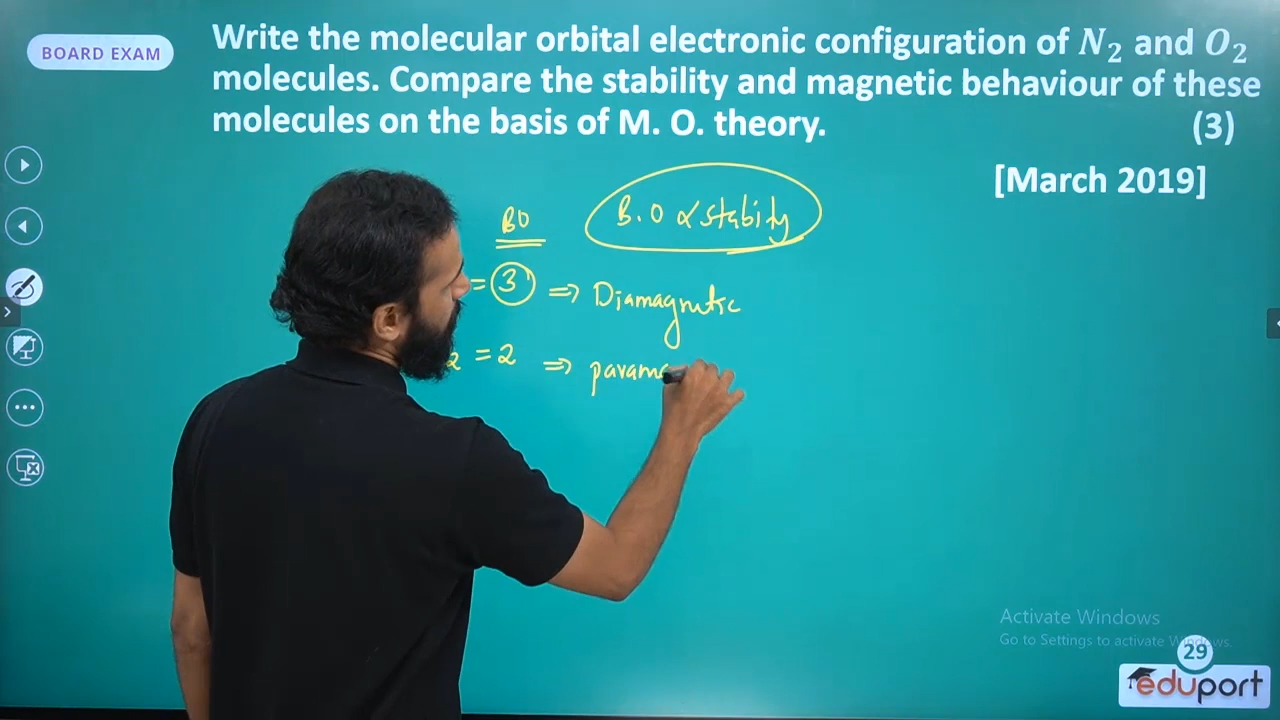 BOARD EXAM
Write the molecular orbital electronic configuration of N₂ and O₂
molecules. Compare the stability and magnetic behaviour of these
molecules on the basis of M. O. theory. (3)
[March 2019]
BO
B.O ∝ stabity
= 3 ⇒ Diamagnetic
₂ = 2 ⇒ parama
Activate Windows
Go to Settings to activate Windows.
29
eduport